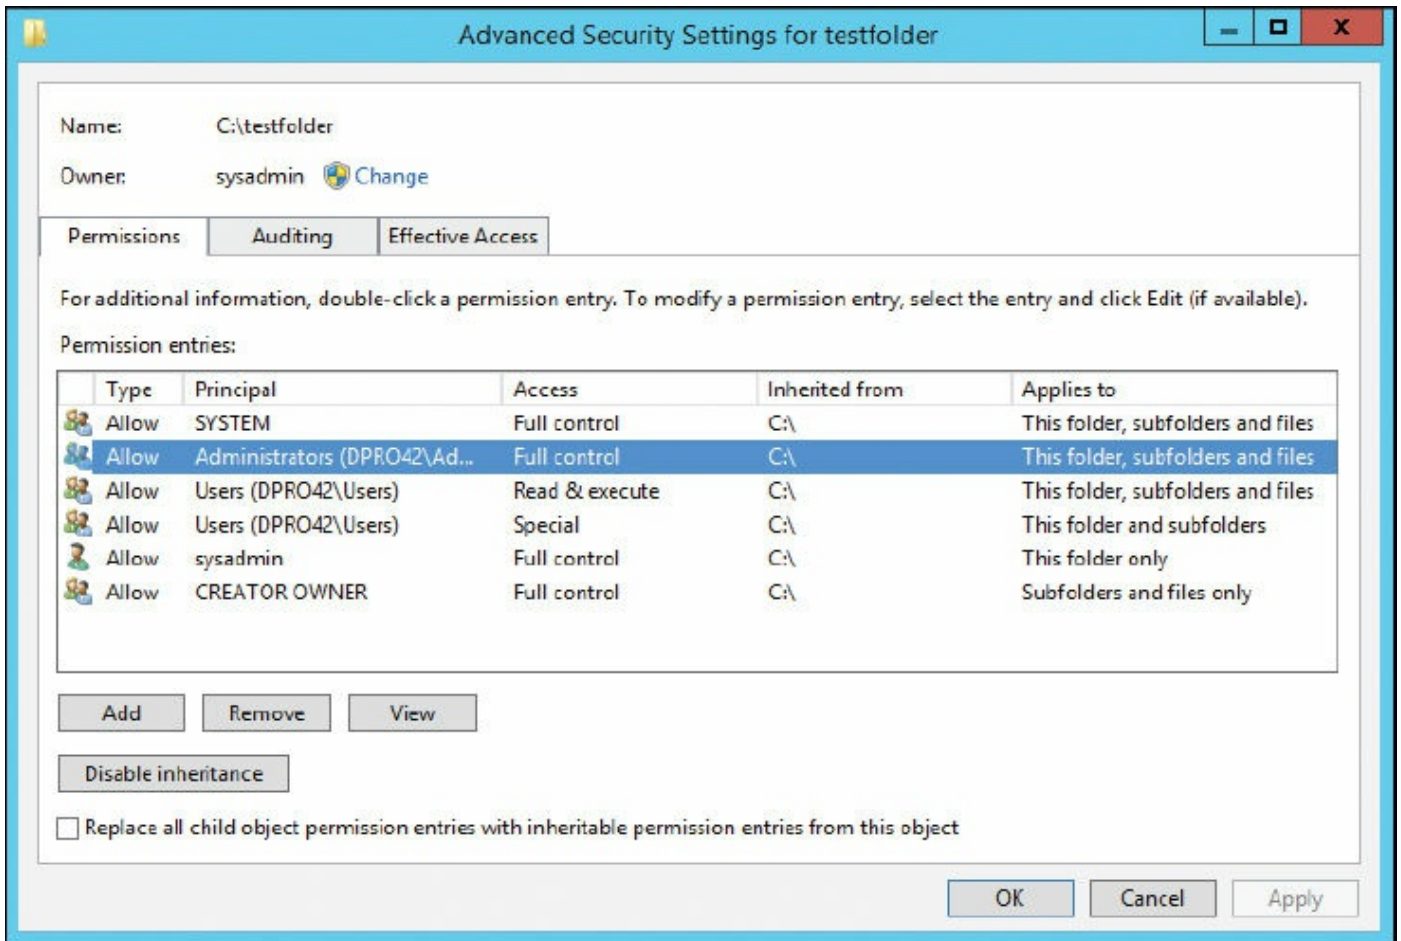 Advanced Security Settings for testfolder
Name: C:\testfolder
Owner: sysadmin Change
Permissions Auditing Effective Access
For additional information, double-click a permission entry. To modify a permission entry, select the entry and click Edit (if available).
Permission entries:
Type Principal Access Inherited from Applies to
Allow SYSTEM Full control C:\ This folder, subfolders and files
Allow Administrators (DPRO42\Ad... Full control C:\ This folder, subfolders and files
Allow Users (DPRO42\Users) Read & execute C:\ This folder, subfolders and files
Allow Users (DPRO42\Users) Special C:\ This folder and subfolders
Allow sysadmin Full control C:\ This folder only
Allow CREATOR OWNER Full control C:\ Subfolders and files only
Add Remove View
Disable inheritance
Replace all child object permission entries with inheritable permission entries from this object
OK Cancel Apply